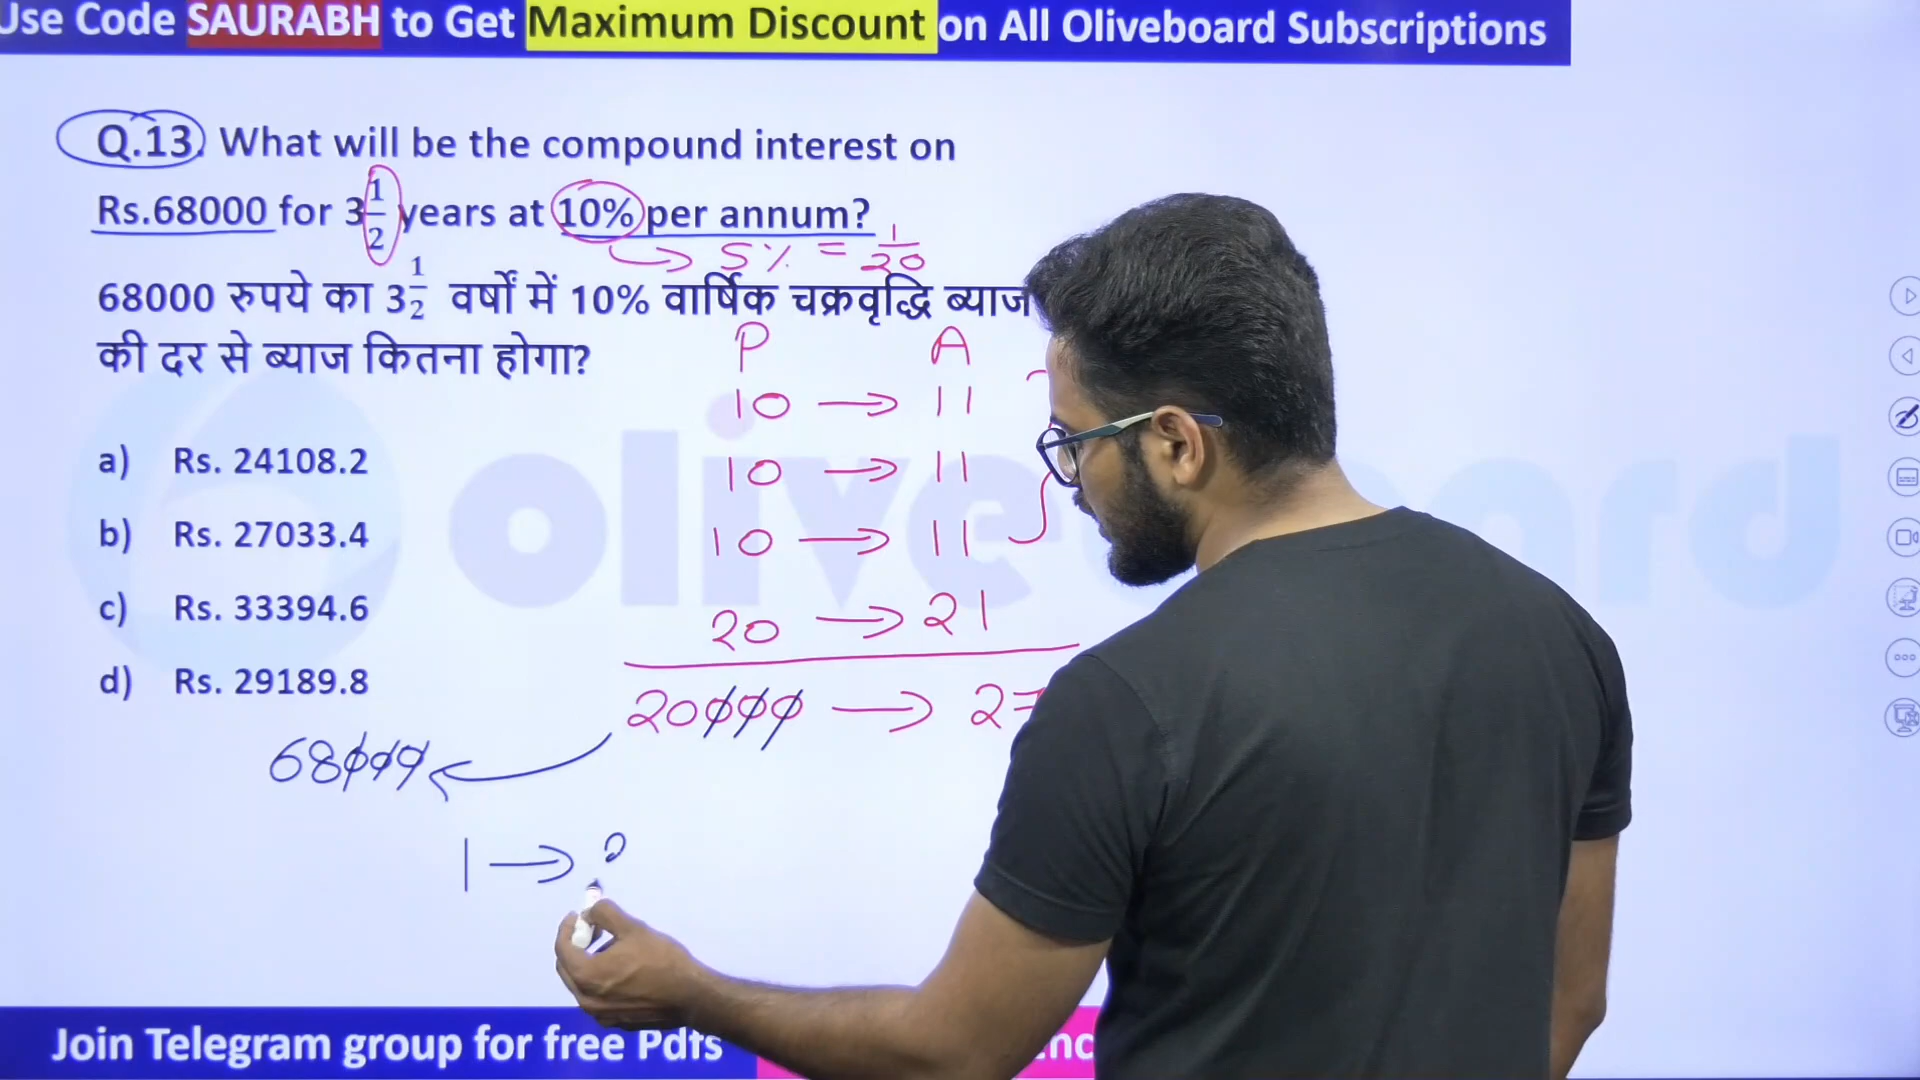 Use Code SAURABH to Get Maximum Discount on All Oliveboard Subscriptions
Q.13. What will be the compound interest on
Rs.68000 for 3 1/2 years at 10% per annum?
→ 5% = 1/20
68000 रुपये का 3 1/2 वर्षों में 10% वार्षिक चक्रवृद्धि ब्याज
की दर से ब्याज कितना होगा?
P A
10 → 11
10 → 11
10 → 11
20 → 21
20000 → 27
a) Rs. 24108.2
b) Rs. 27033.4
c) Rs. 33394.6
d) Rs. 29189.8
68000
1 → ?
Join Telegram group for free Pdfs